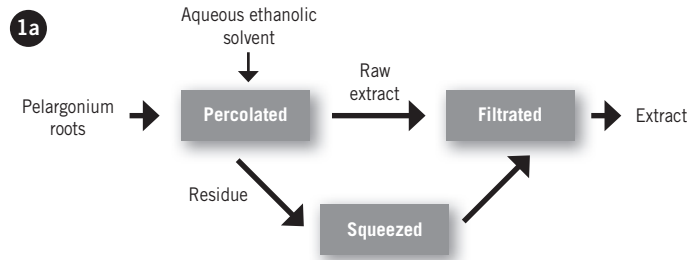 1a
Aqueous ethanolic
solvent
Pelargonium
roots
Percolated
Raw
extract
Filtrated
Extract
Residue
Squeezed